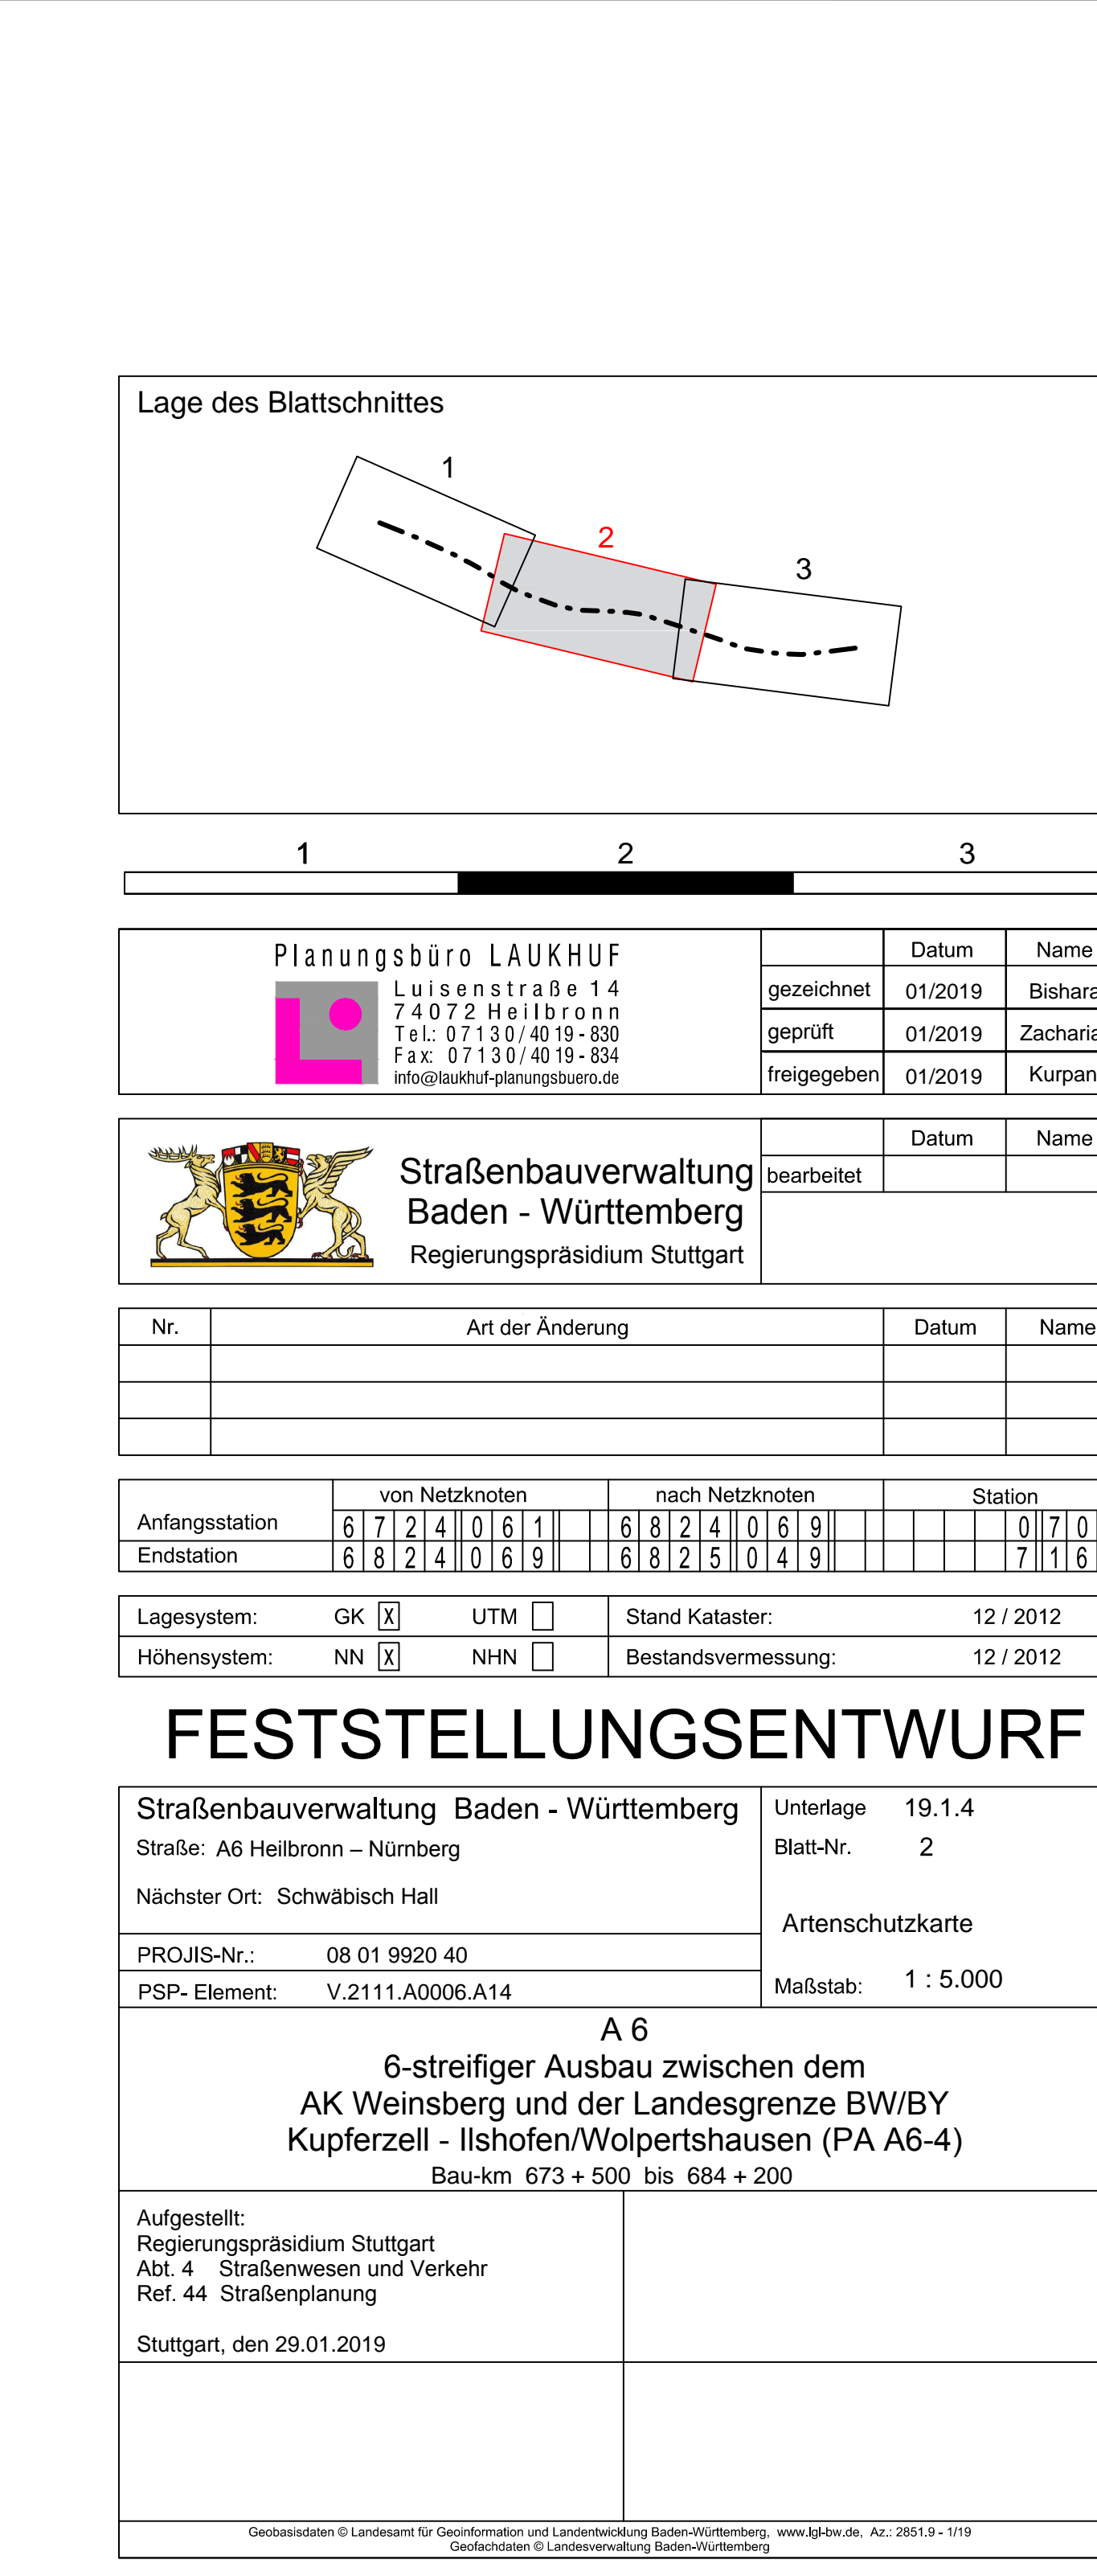 Lage des Blattschnittes
1
2
3
1 2 3
Planungsbüro LAUKHUF
Luisenstraße 14
74072 Heilbronn
Tel.: 07130/4019-830
Fax: 07130/4019-834
info@laukhuf-planungsbuero.de
Datum Name
gezeichnet 01/2019 Bishara
geprüft 01/2019 Zacharia
freigegeben 01/2019 Kurpan
Straßenbauverwaltung
Baden - Württemberg
Regierungspräsidium Stuttgart
Datum Name
bearbeitet
Nr. Art der Änderung Datum Name
von Netzknoten nach Netzknoten Station
Anfangsstation 6724061 6824069 070
Endstation 6824069 6825049 716
Lagesystem: GK X UTM Stand Kataster: 12 / 2012
Höhensystem: NN X NHN Bestandsvermessung: 12 / 2012
FESTSTELLUNGSENTWURF
Straßenbauverwaltung Baden - Württemberg
Straße: A6 Heilbronn – Nürnberg
Nächster Ort: Schwäbisch Hall
PROJIS-Nr.: 08 01 9920 40
PSP- Element: V.2111.A0006.A14
Unterlage 19.1.4
Blatt-Nr. 2
Artenschutzkarte
Maßstab: 1 : 5.000
A 6
6-streifiger Ausbau zwischen dem
AK Weinsberg und der Landesgrenze BW/BY
Kupferzell - Ilshofen/Wolpertshausen (PA A6-4)
Bau-km 673 + 500 bis 684 + 200
Aufgestellt:
Regierungspräsidium Stuttgart
Abt. 4 Straßenwesen und Verkehr
Ref. 44 Straßenplanung
Stuttgart, den 29.01.2019
Geobasisdaten © Landesamt für Geoinformation und Landentwicklung Baden-Württemberg, www.lgl-bw.de, Az.: 2851.9 - 1/19
Geofachdaten © Landesverwaltung Baden-Württemberg